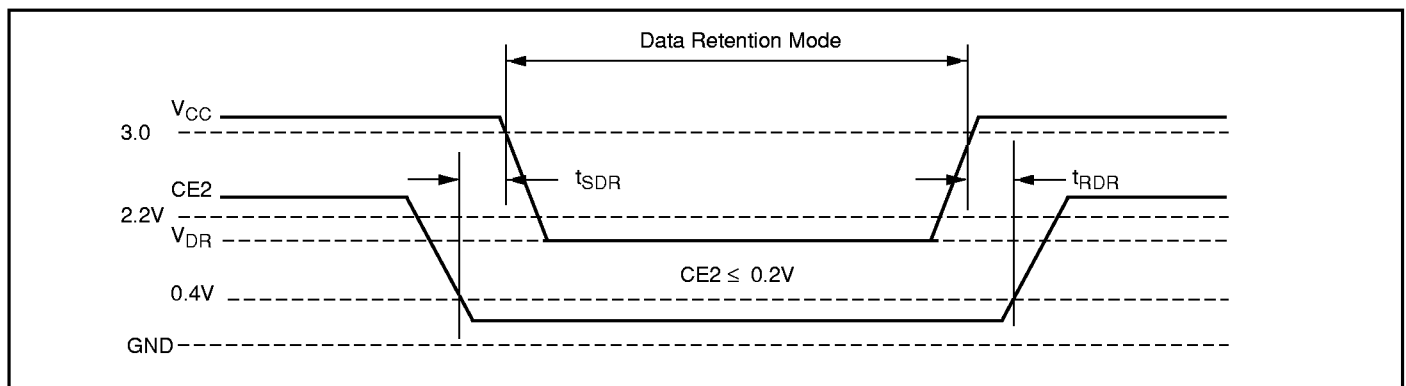 Data Retention Mode
VCC
3.0
tSDR
tRDR
CE2
2.2V
VDR
CE2 ≤ 0.2V
0.4V
GND